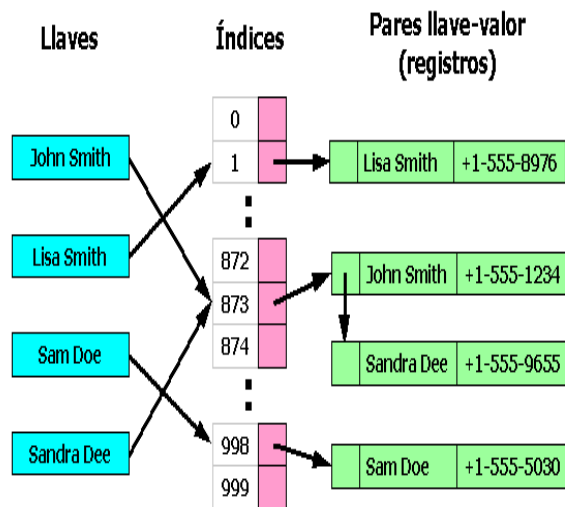 Llaves
Índices
Pares llave-valor
(registros)
John Smith
Lisa Smith
Sam Doe
Sandra Dee
0
1
872
873
874
998
999
Lisa Smith +1-555-8976
John Smith +1-555-1234
Sandra Dee +1-555-9655
Sam Doe +1-555-5030